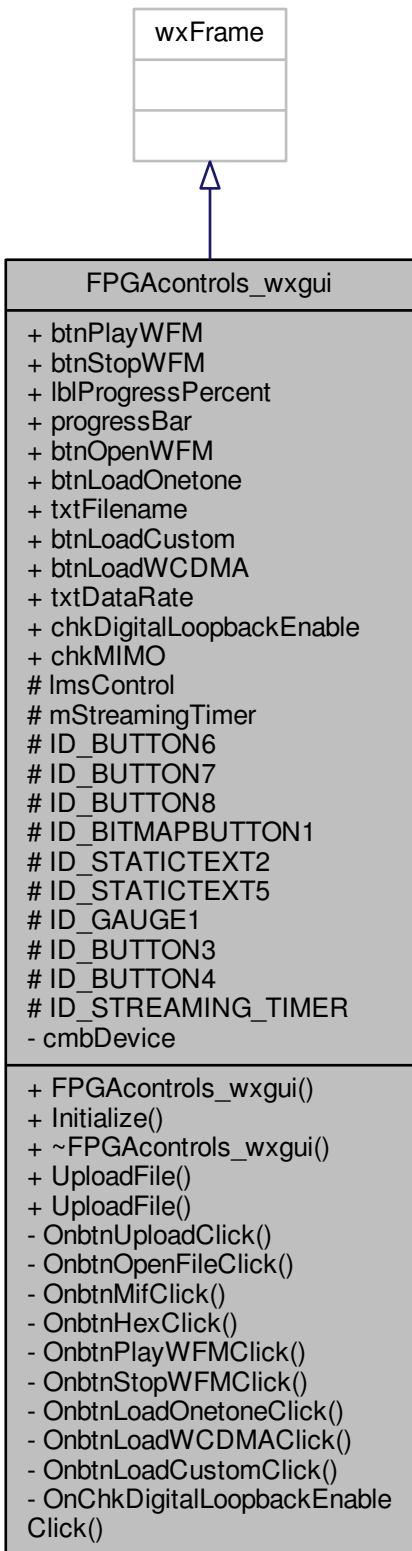 wxFrame
FPGAcontrols_wxgui
+ btnPlayWFM
+ btnStopWFM
+ lblProgressPercent
+ progressBar
+ btnOpenWFM
+ btnLoadOnetone
+ txtFilename
+ btnLoadCustom
+ btnLoadWCDMA
+ txtDataRate
+ chkDigitalLoopbackEnable
+ chkMIMO
# lmsControl
# mStreamingTimer
# ID_BUTTON6
# ID_BUTTON7
# ID_BUTTON8
# ID_BITMAPBUTTON1
# ID_STATICTEXT2
# ID_STATICTEXT5
# ID_GAUGE1
# ID_BUTTON3
# ID_BUTTON4
# ID_STREAMING_TIMER
- cmbDevice
+ FPGAcontrols_wxgui()
+ Initialize()
+ ~FPGAcontrols_wxgui()
+ UploadFile()
+ UploadFile()
- OnbtnUploadClick()
- OnbtnOpenFileClick()
- OnbtnMifClick()
- OnbtnHexClick()
- OnbtnPlayWFMClick()
- OnbtnStopWFMClick()
- OnbtnLoadOnetoneClick()
- OnbtnLoadWCDMAClick()
- OnbtnLoadCustomClick()
- OnChkDigitalLoopbackEnable
Click()